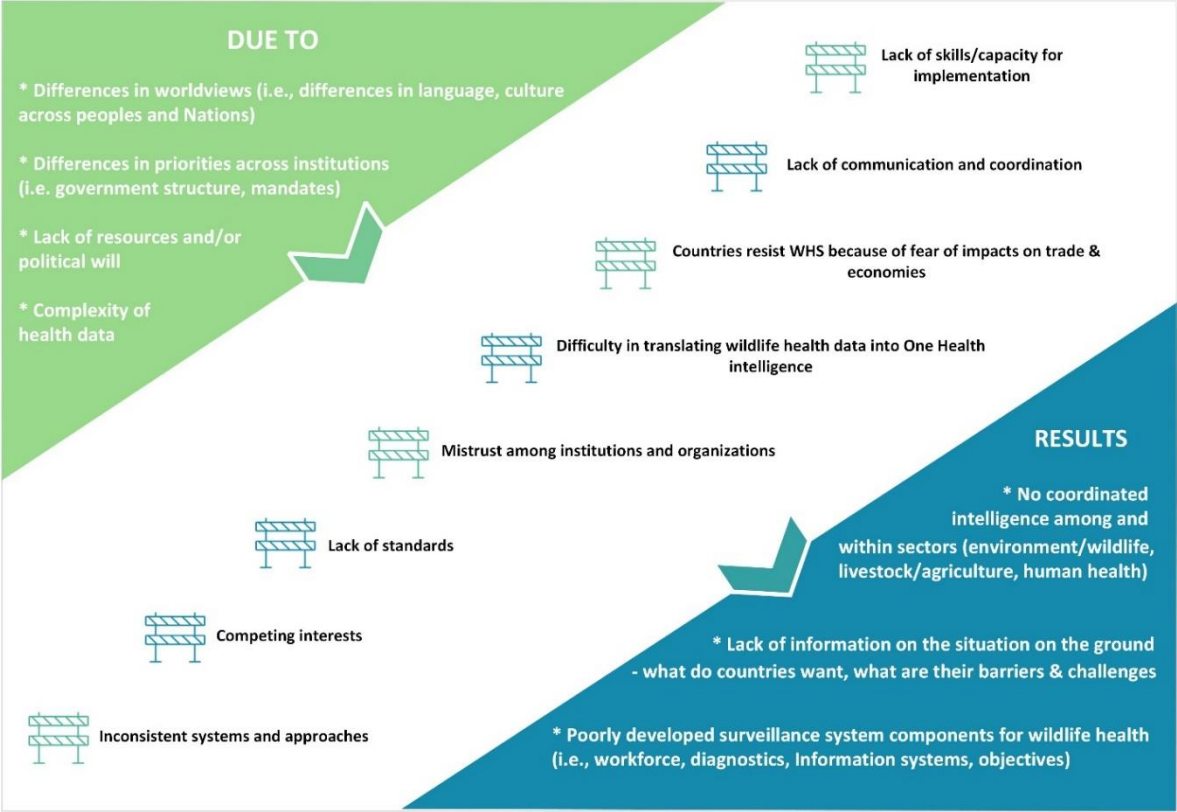 DUE TO
* Differences in worldviews (i.e., differences in language, culture
across peoples and Nations)
* Differences in priorities across institutions
(i.e. government structure, mandates)
* Lack of resources and/or
political will
* Complexity of
health data
Lack of skills/capacity for
implementation
Lack of communication and coordination
Countries resist WHS because of fear of impacts on trade &
economies
Difficulty in translating wildlife health data into One Health
intelligence
Mistrust among institutions and organizations
Lack of standards
Competing interests
Inconsistent systems and approaches
RESULTS
* No coordinated
intelligence among and
within sectors (environment/wildlife,
livestock/agriculture, human health)
* Lack of information on the situation on the ground
- what do countries want, what are their barriers & challenges
* Poorly developed surveillance system components for wildlife health
(i.e., workforce, diagnostics, Information systems, objectives)